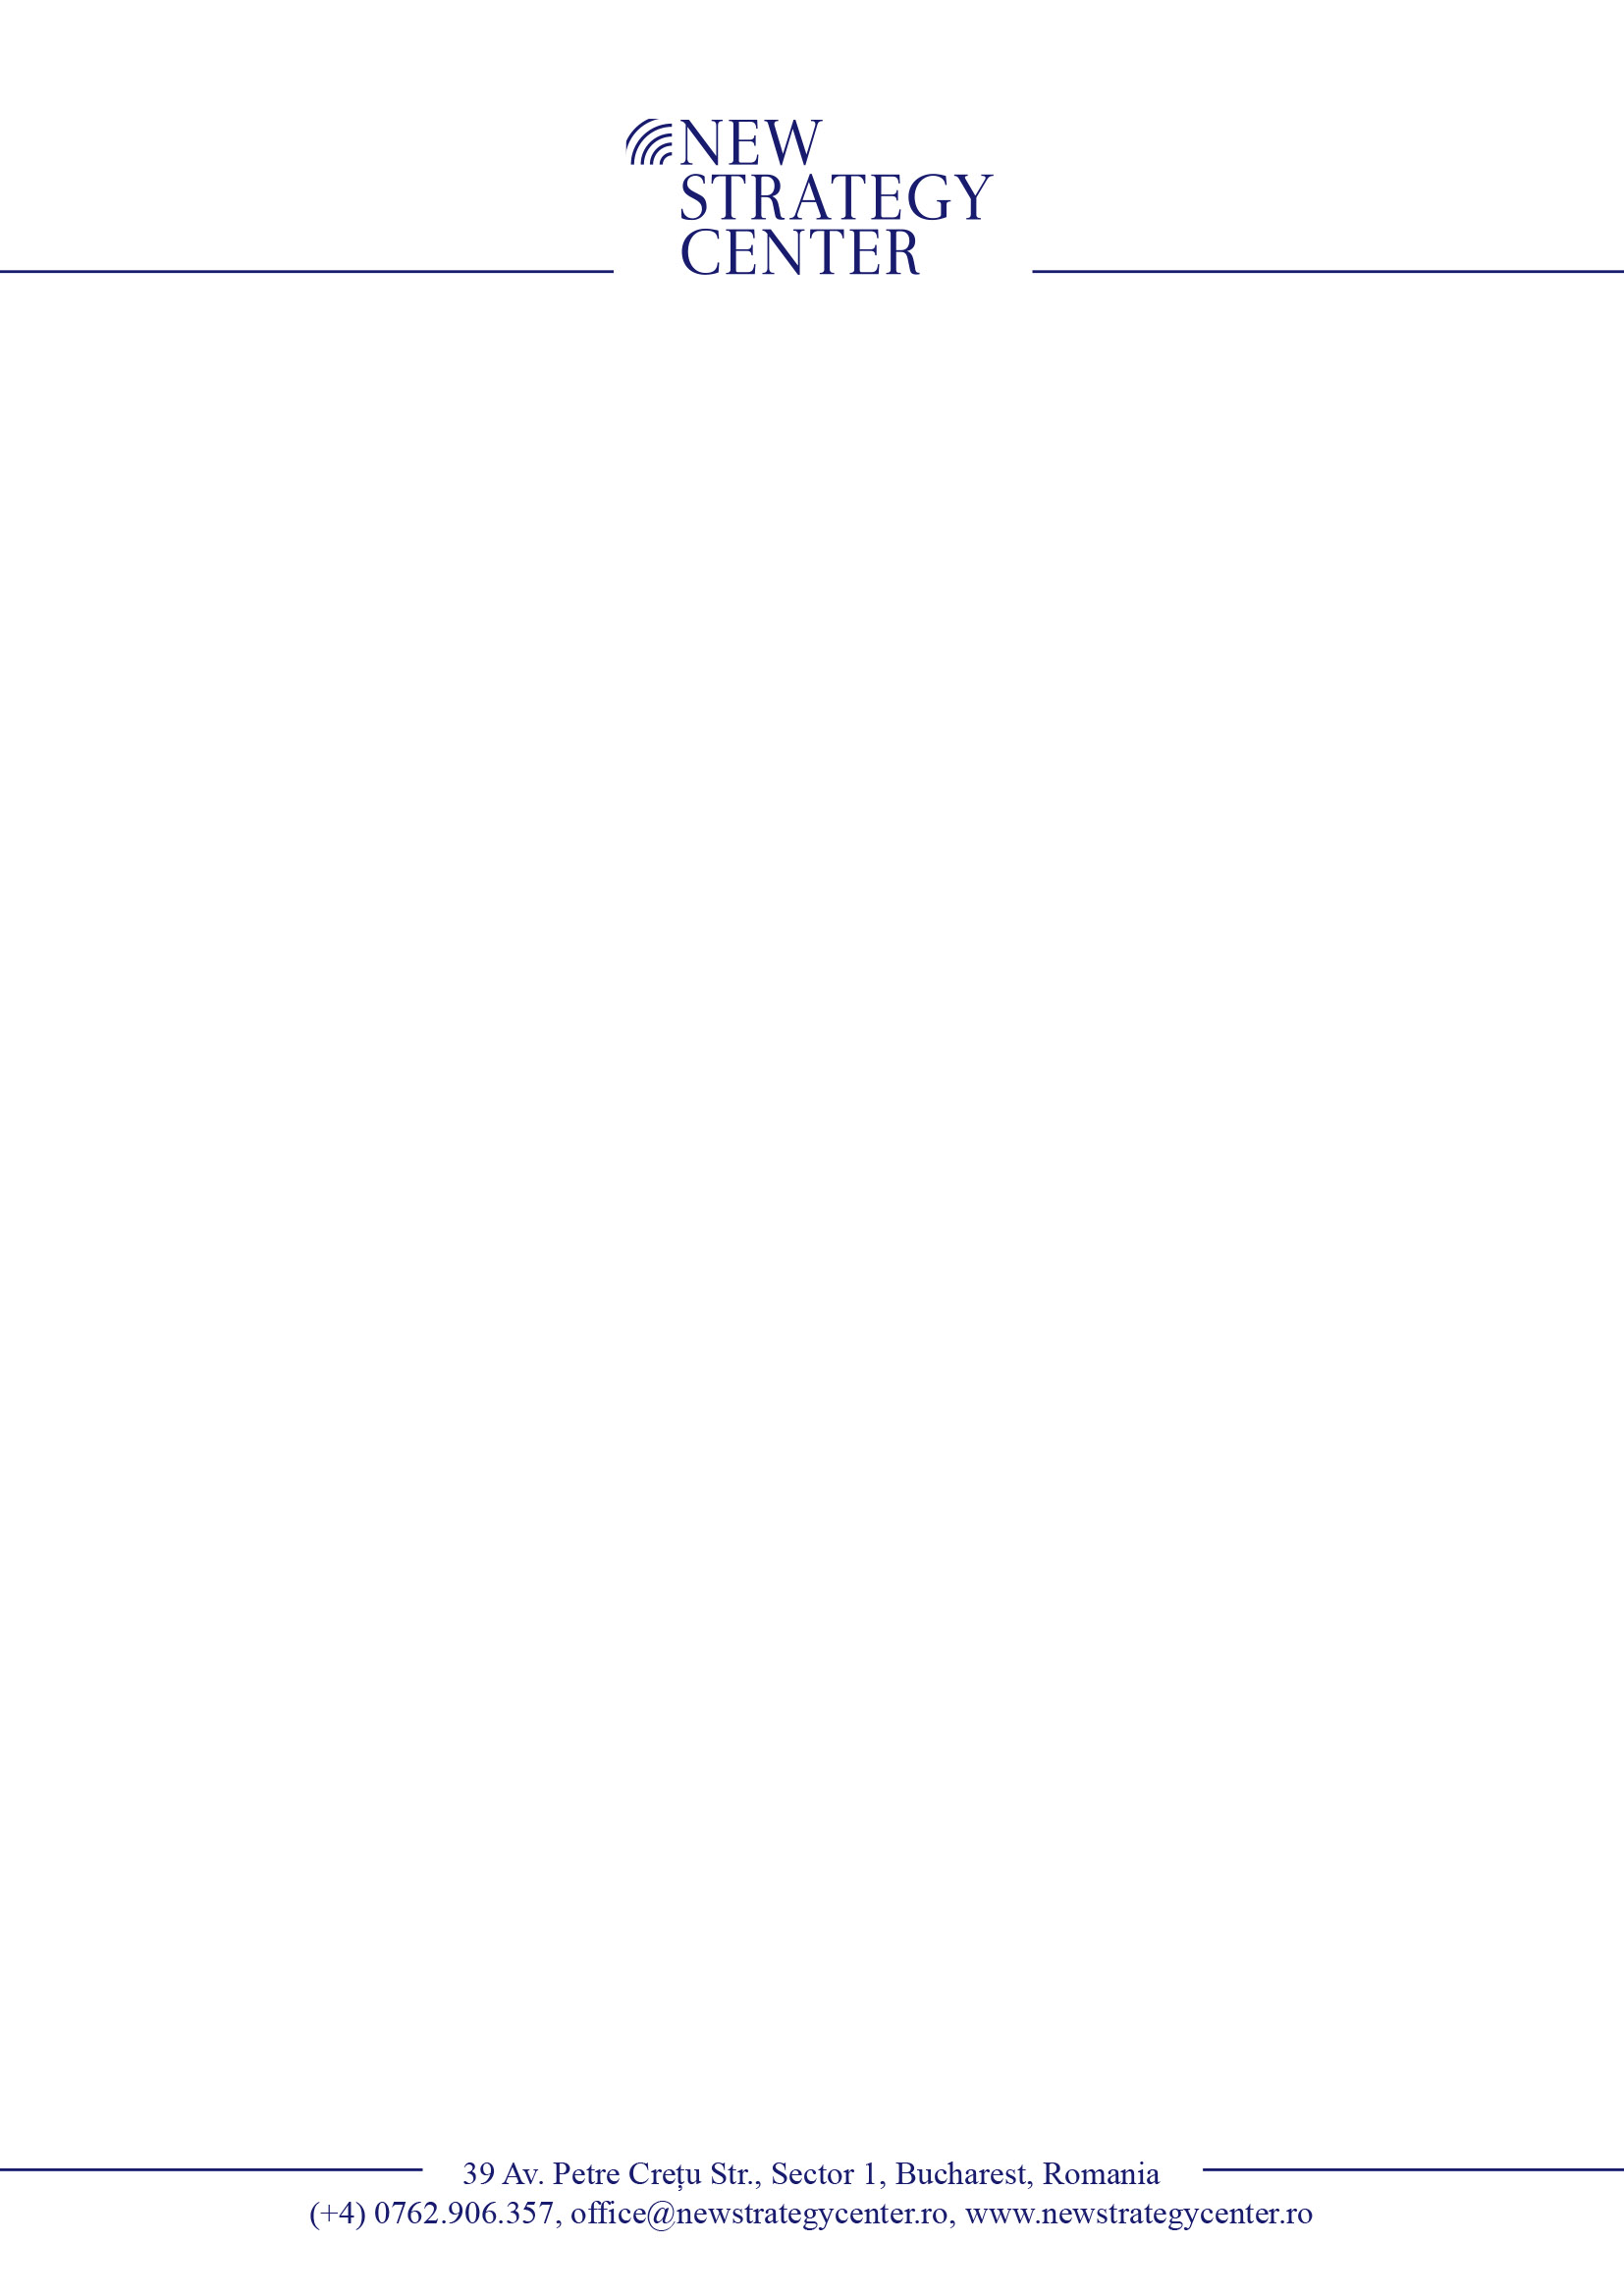 NEW
STRATEGY
CENTER
39 Av. Petre Crețu Str., Sector 1, Bucharest, Romania
(+4) 0762.906.357, office@newstrategycenter.ro, www.newstrategycenter.ro